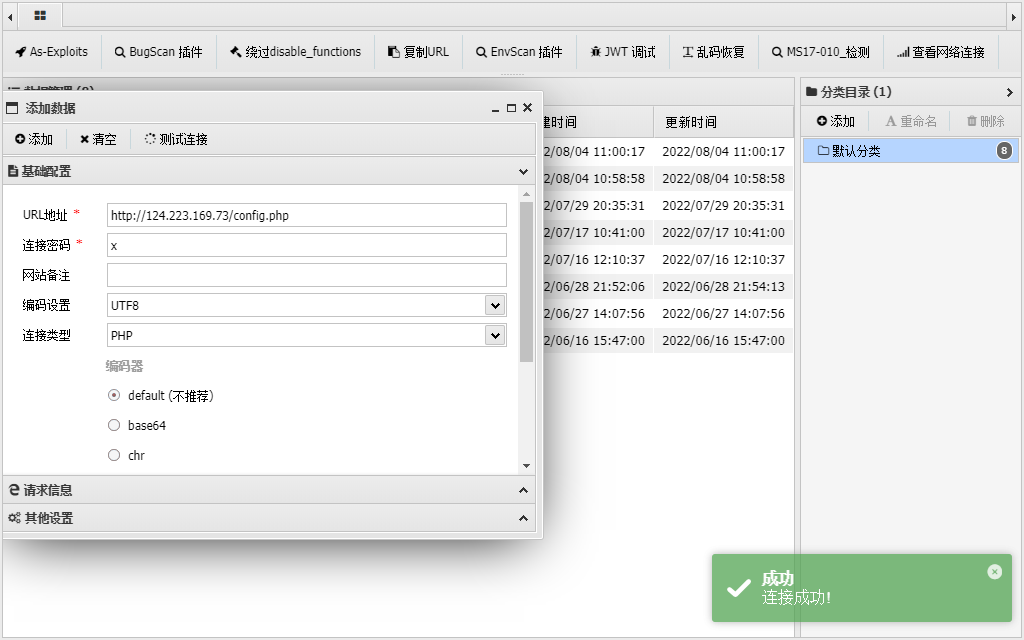 As-Exploits BugScan 插件 绕过disable_functions 复制URL EnvScan 插件 JWT 调试 乱码恢复 MS17-010_检测 查看网络连接
分类目录 (1)
添加 重命名 删除
默认分类 8
添加数据
添加 清空 测试连接
基础配置
URL地址 * http://124.223.169.73/config.php
连接密码 * x
网站备注
编码设置 UTF8
连接类型 PHP
编码器
default (不推荐)
base64
chr
请求信息
其他设置
建时间 更新时间
2/08/04 11:00:17 2022/08/04 11:00:17
2/08/04 10:58:58 2022/08/04 10:58:58
2/07/29 20:35:31 2022/07/29 20:35:31
2/07/17 10:41:00 2022/07/17 10:41:00
2/07/16 12:10:37 2022/07/16 12:10:37
2/06/28 21:52:06 2022/06/28 21:54:13
2/06/27 14:07:56 2022/06/27 14:07:56
2/06/16 15:47:00 2022/06/16 15:47:00
成功
连接成功!